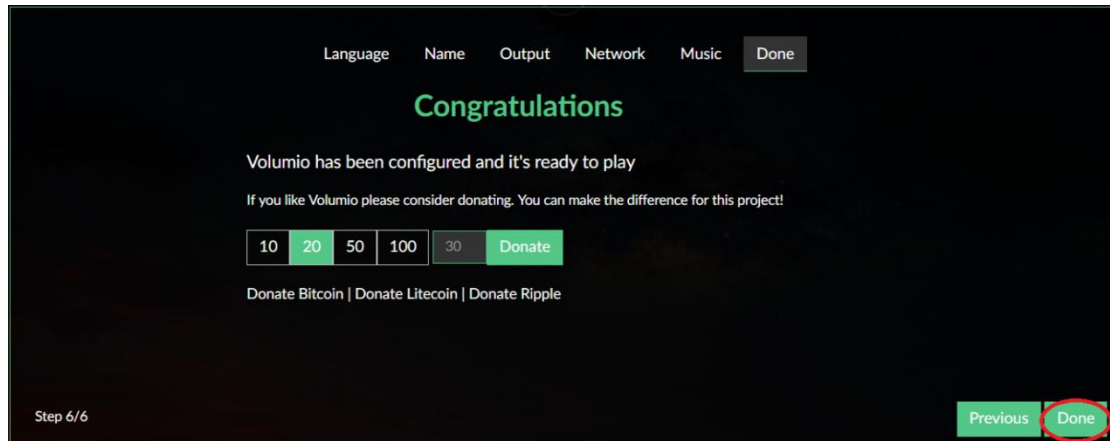 Language Name Output Network Music Done
Congratulations
Volumio has been configured and it's ready to play
If you like Volumio please consider donating. You can make the difference for this project!
10 20 50 100 30 Donate
Donate Bitcoin | Donate Litecoin | Donate Ripple
Step 6/6 Previous Done